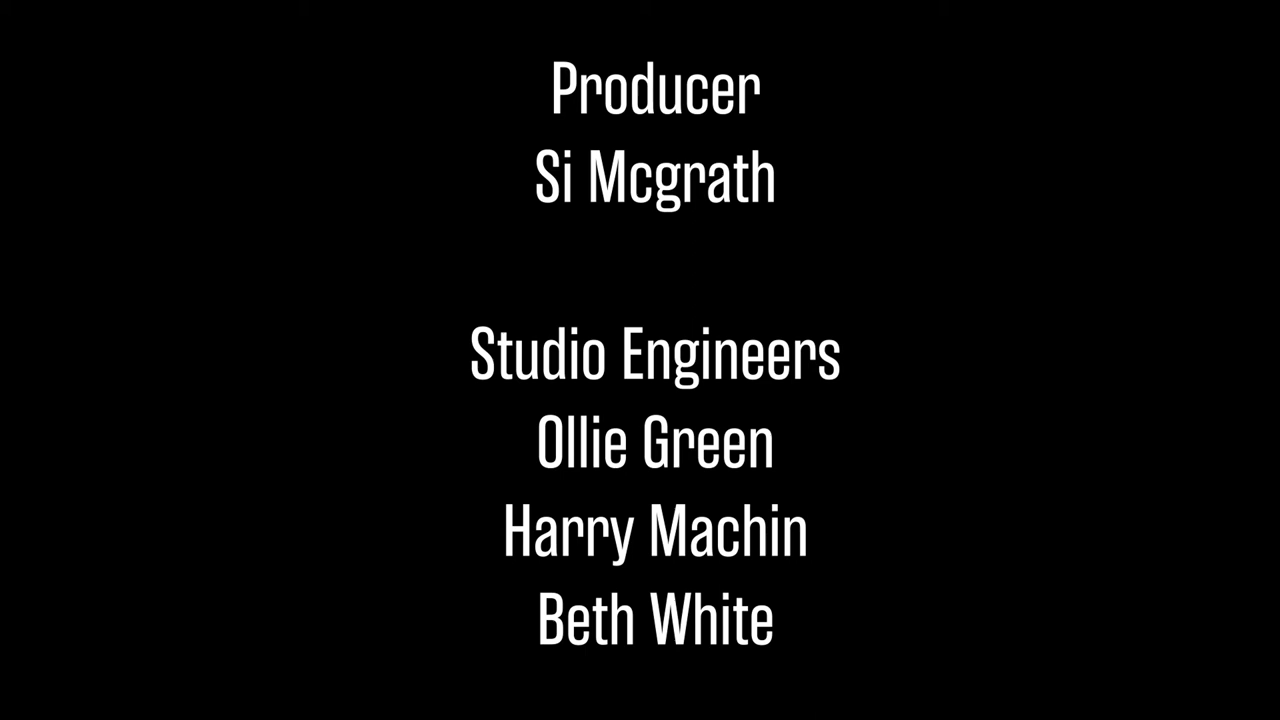 Producer
Si Mcgrath
Studio Engineers
Ollie Green
Harry Machin
Beth White